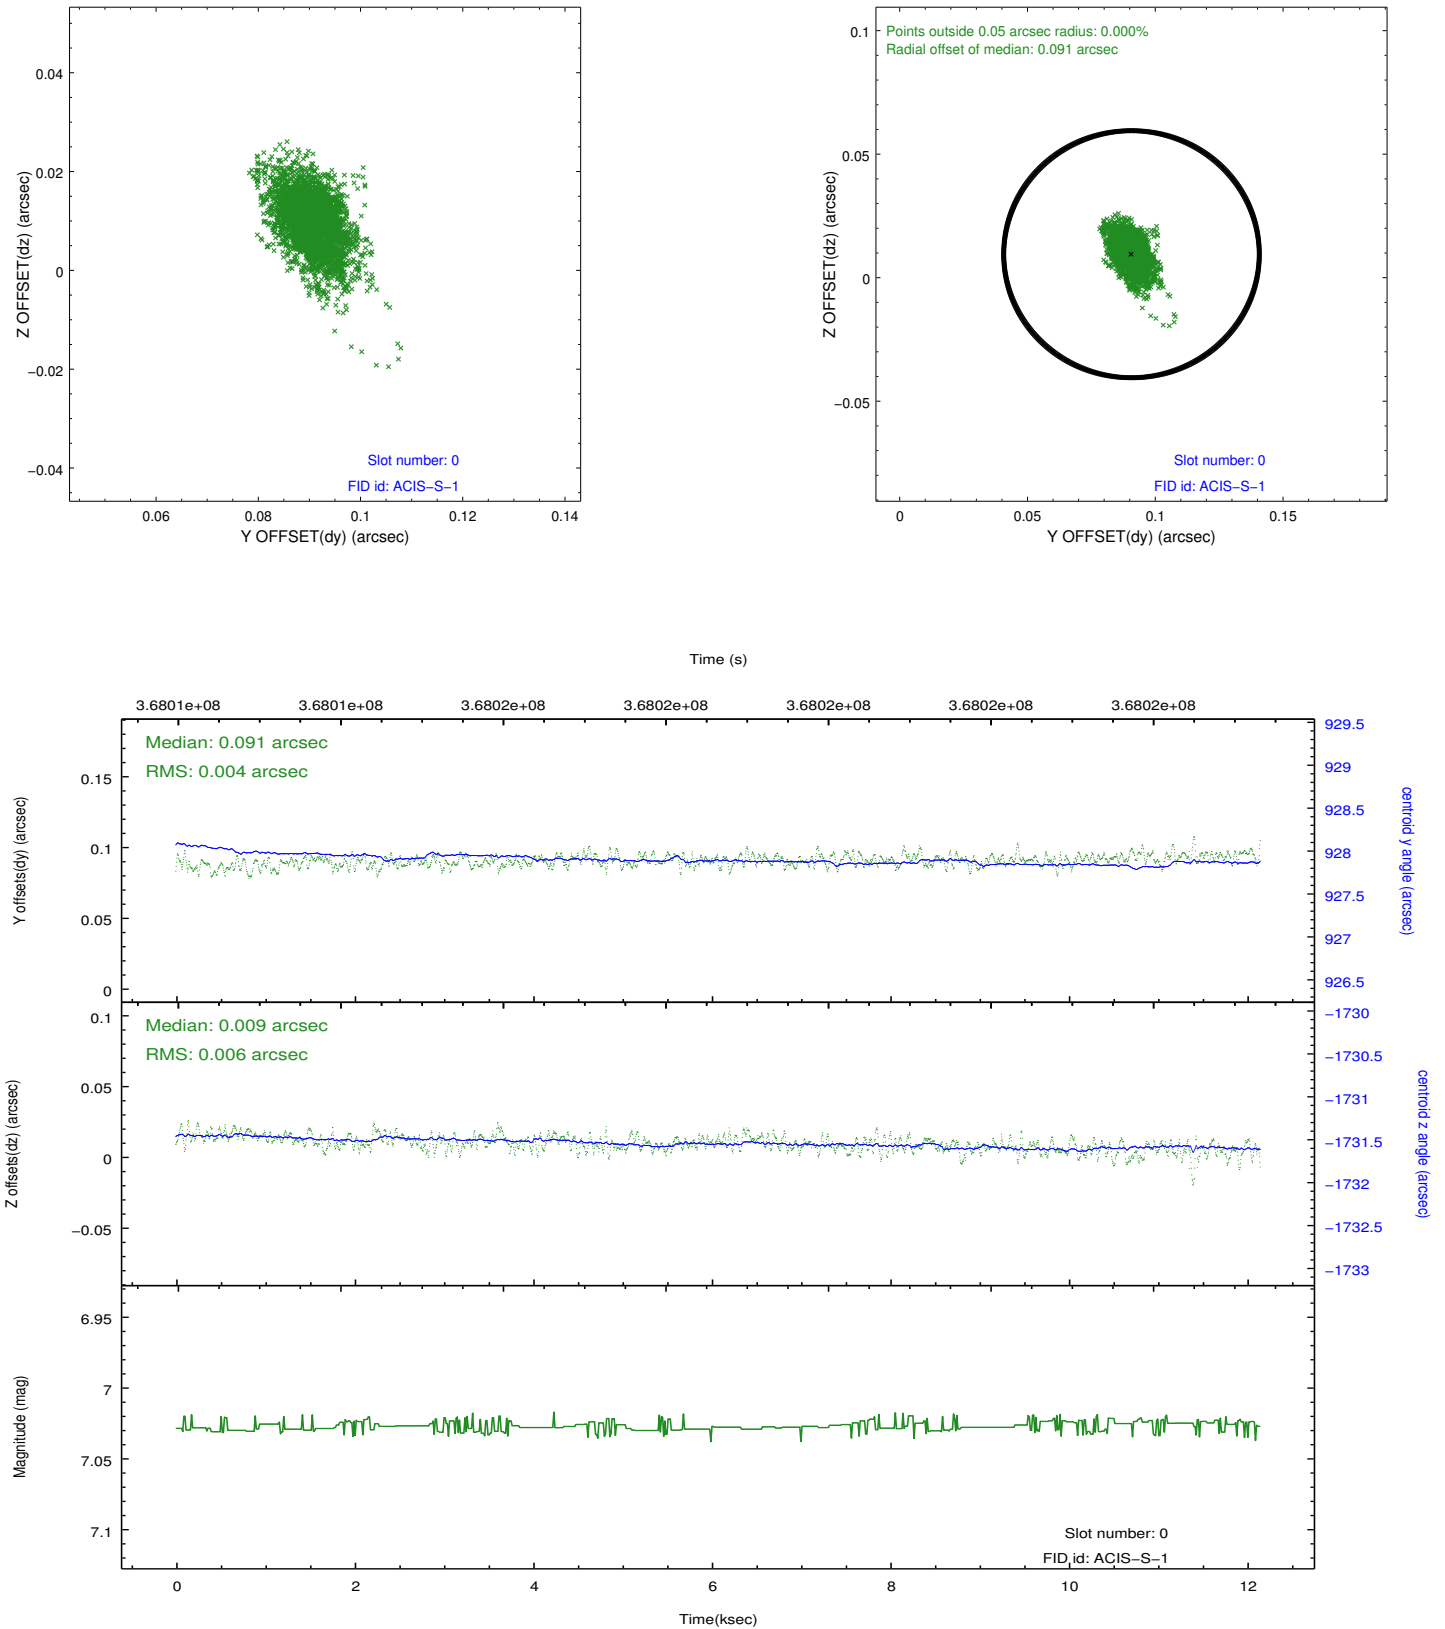 0.04
0.02
0
−0.02
−0.04
Z OFFSET(dz) (arcsec)
Slot number: 0
FID id: ACIS−S−1
0.06
0.08
0.1
0.12
0.14
Y OFFSET(dy) (arcsec)
Points outside 0.05 arcsec radius: 0.000%
Radial offset of median: 0.091 arcsec
0.1
0.05
0
−0.05
Z OFFSET(dz) (arcsec)
Slot number: 0
FID id: ACIS−S−1
0
0.05
0.1
0.15
Y OFFSET(dy) (arcsec)
Time (s)
3.6801e+08
3.6801e+08
3.6802e+08
3.6802e+08
3.6802e+08
3.6802e+08
3.6802e+08
Median: 0.091 arcsec
RMS: 0.004 arcsec
0.15
0.1
0.05
0
Y offsets(dy) (arcsec)
929.5
929
928.5
928
927.5
927
926.5
centroid y angle (arcsec)
Median: 0.009 arcsec
RMS: 0.006 arcsec
0.1
0.05
0
−0.05
Z offsets(dz) (arcsec)
−1730
−1730.5
−1731
−1731.5
−1732
−1732.5
−1733
centroid z angle (arcsec)
6.95
7
7.05
7.1
Magnitude (mag)
Slot number: 0
FID id: ACIS−S−1
0
2
4
6
8
10
12
Time(ksec)